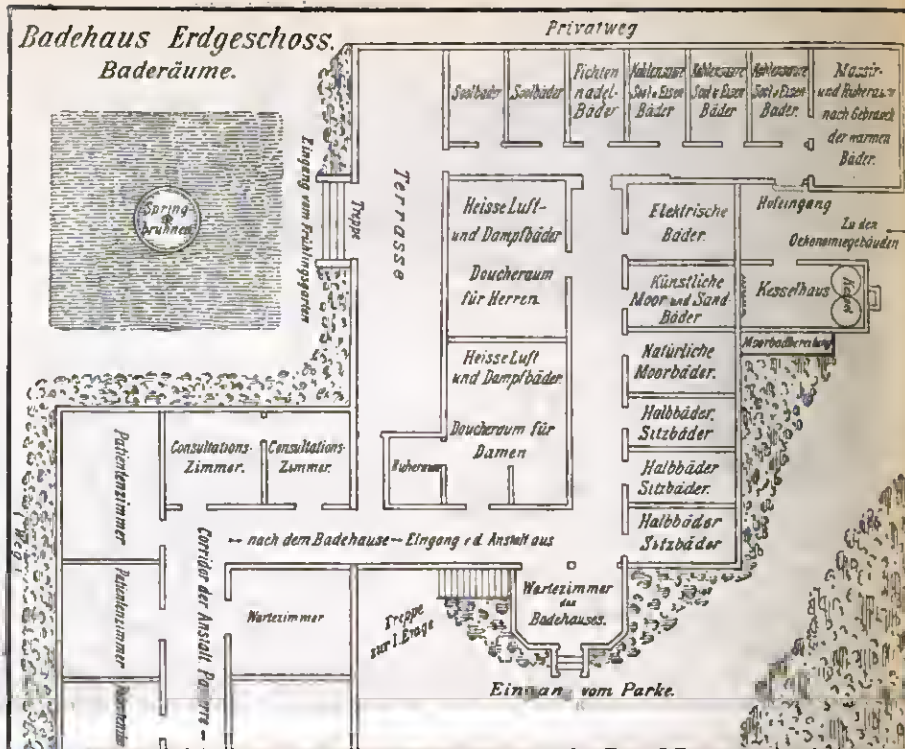 Badehaus Erdgeschoss.
Baderäume.
Privatweg
Spring-
brunnen
Eingang vom Frühlingsgarten
Treppe
Terrasse
Soolbäder
Soolbäder
Fichten
nadel-
Bäder
Kohlensaure
Sool u Eisen
Bäder
Kohlensaure
Sool u Eisen
Bäder
Kohlensaure
Sool u Eisen
Bäder
Massir-
und Ruheraum
nach Gebrauch
der warmen
Bäder.
Heisse Luft-
und Dampfbäder
Doucheraum
für Herren.
Elektrische
Bäder.
Hofeingang
Zu den
Oekonomiegebäuden
Künstliche
Moor und Sand-
Bäder
Kesselhaus
Kessel
Moorbadbereitung
Heisse Luft
und Dampfbäder
Doucheraum für
Damen
Natürliche
Moorbäder.
Halbbäder
Sitzbäder.
Halbbäder
Sitzbäder.
Halbbäder
Sitzbäder
Patientenzimmer
Consultations-
Zimmer.
Consultations-
Zimmer.
Ruheraum
nach dem Badehause
Eingang v d. Anstalt aus
Weg
Corridor der Anstalt
Patientenzimmer
Wartezimmer
Treppe
zur 1. Etage
Wartezimmer
des
Badehauses.
Eingan vom Parke.